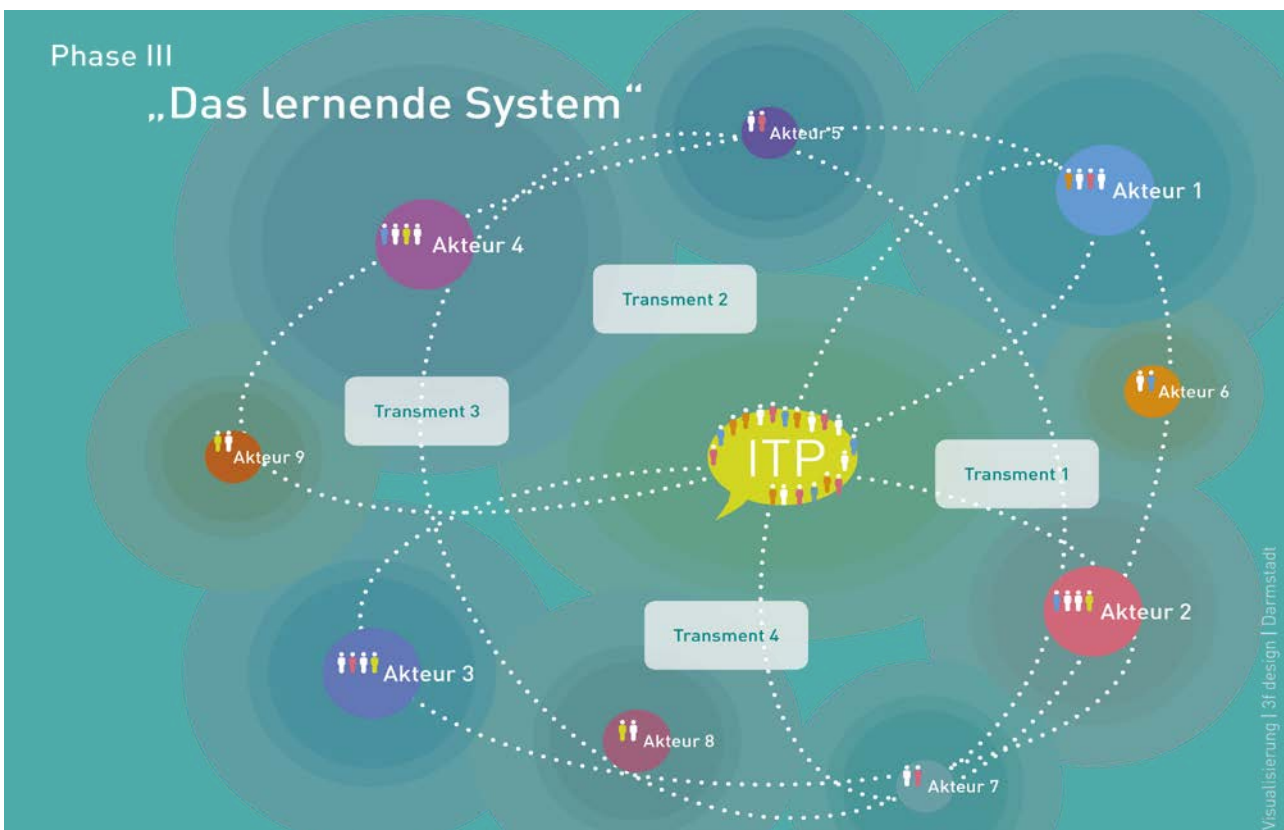 Phase III
„Das lernende System“
Akteur 5
Akteur 1
Akteur 4
Transment 2
Akteur 6
Transment 3
Akteur 9
ITP
Transment 1
Akteur 2
Transment 4
Akteur 3
Akteur 8
Akteur 7
Visualisierung | 3f design | Darmstadt